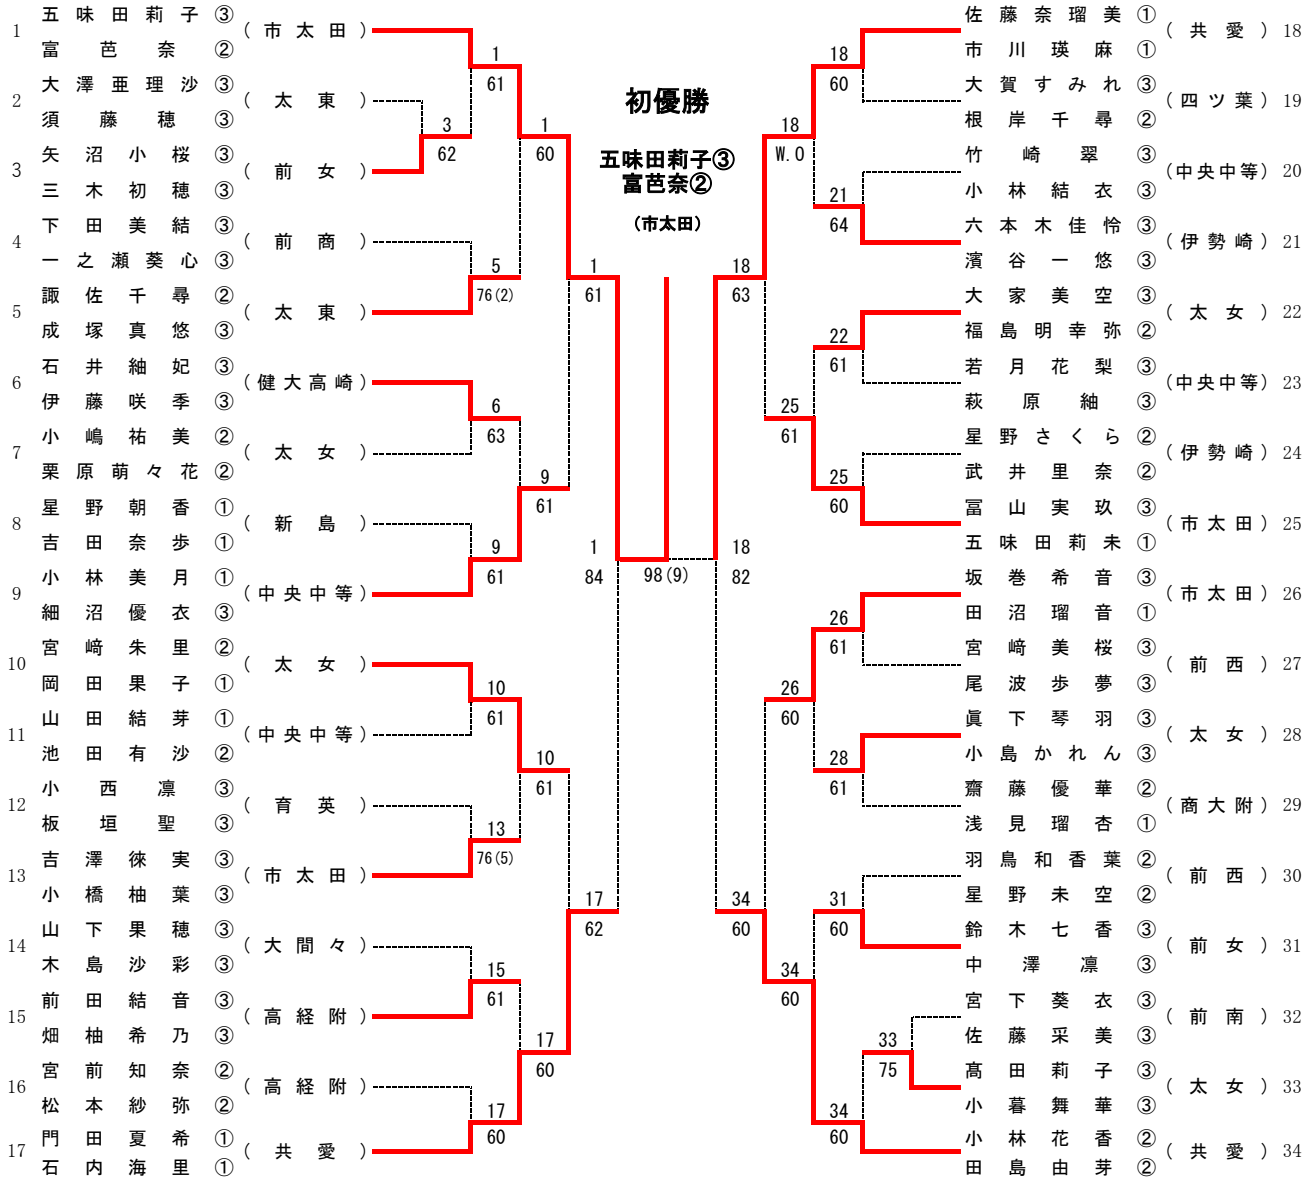 初優勝
五味田莉子③
富芭奈②
(市太田)
1 五味田莉子③ 富芭奈② (市太田)
2 大澤亜理沙③ 須藤穂③ (太東)
3 矢沼小桜③ 三木初穂③ (前女)
4 下田美結③ 一之瀬葵心③ (前商)
5 諏佐千尋② 成塚真悠③ (太東)
6 石井紬妃③ 伊藤咲季③ (健大高崎)
7 小嶋祐美② 栗原萌々花② (太女)
8 星野朝香① 吉田奈歩① (新島)
9 小林美月① 細沼優衣③ (中央中等)
10 宮﨑朱里② 岡田果子① (太女)
11 山田結芽① 池田有沙② (中央中等)
12 小西凛③ 板垣聖③ (育英)
13 吉澤徠実③ 小橋柚葉③ (市太田)
14 山下果穂③ 木島沙彩③ (大間々)
15 前田結音③ 畑柚希乃③ (高経附)
16 宮前知奈② 松本紗弥② (高経附)
17 門田夏希① 石内海里① (共愛)
1 61
3 62
1 60
5 76(2)
1 61
6 63
9 61
9 61
1 84
10 61
10 61
13 76(5)
17 62
15 61
17 60
17 60
98(9)
佐藤奈瑠美① 市川瑛麻① (共愛) 18
大賀すみれ③ 根岸千尋② (四ツ葉) 19
竹崎翠③ 小林結衣③ (中央中等) 20
六本木佳怜③ 濱谷一悠③ (伊勢崎) 21
大家美空③ 福島明幸弥② (太女) 22
若月花梨③ 萩原紬③ (中央中等) 23
星野さくら② 武井里奈② (伊勢崎) 24
冨山実玖③ 五味田莉未① (市太田) 25
坂巻希音③ 田沼瑠音① (市太田) 26
宮﨑美桜③ 尾波歩夢③ (前西) 27
眞下琴羽③ 小島かれん③ (太女) 28
齋藤優華② 浅見瑠杏① (商大附) 29
羽鳥和香葉② 星野未空② (前西) 30
鈴木七香③ 中澤凛③ (前女) 31
宮下葵衣③ 佐藤采美③ (前南) 32
髙田莉子③ 小暮舞華③ (太女) 33
小林花香② 田島由芽② (共愛) 34
18 60
18 W.O
21 64
18 63
22 61
25 61
25 60
18 82
26 61
26 60
28 61
34 60
31 60
34 60
33 75
34 60